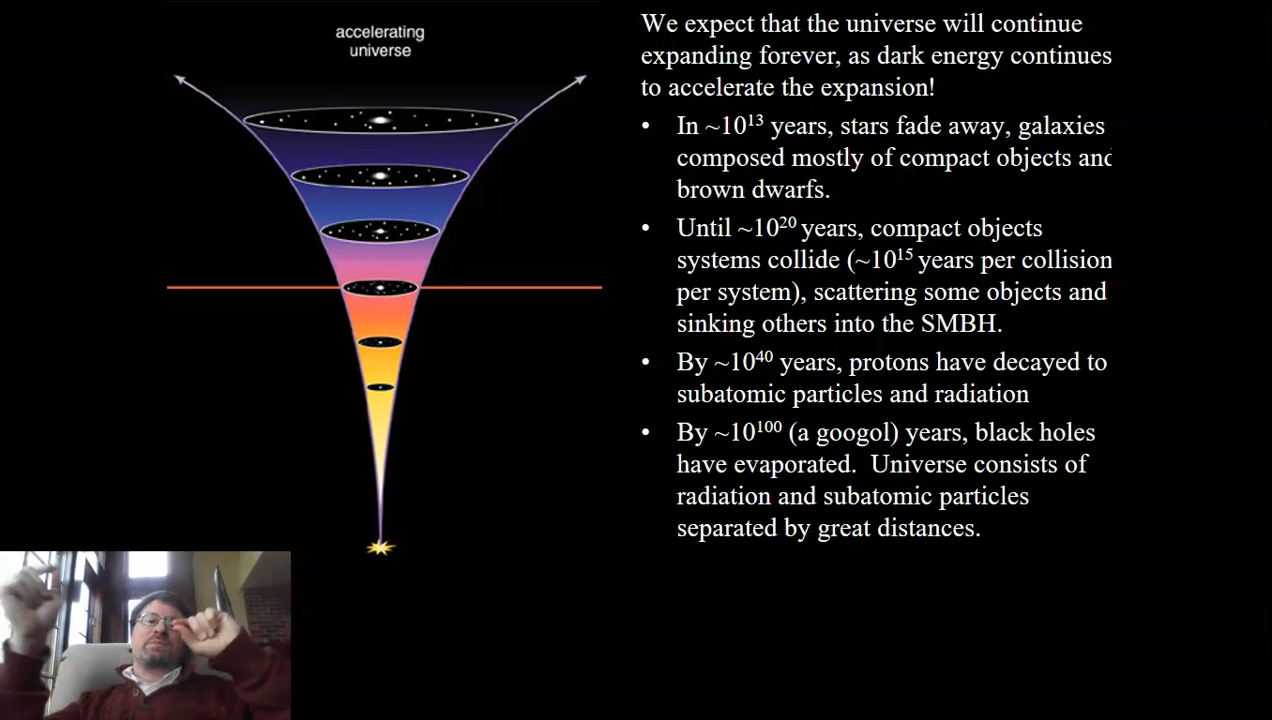 accelerating
universe
We expect that the universe will continue
expanding forever, as dark energy continues
to accelerate the expansion!
• In ~10¹³ years, stars fade away, galaxies
composed mostly of compact objects and
brown dwarfs.
• Until ~10²⁰ years, compact objects
systems collide (~10¹⁵ years per collision
per system), scattering some objects and
sinking others into the SMBH.
• By ~10⁴⁰ years, protons have decayed to
subatomic particles and radiation
• By ~10¹⁰⁰ (a googol) years, black holes
have evaporated.  Universe consists of
radiation and subatomic particles
separated by great distances.